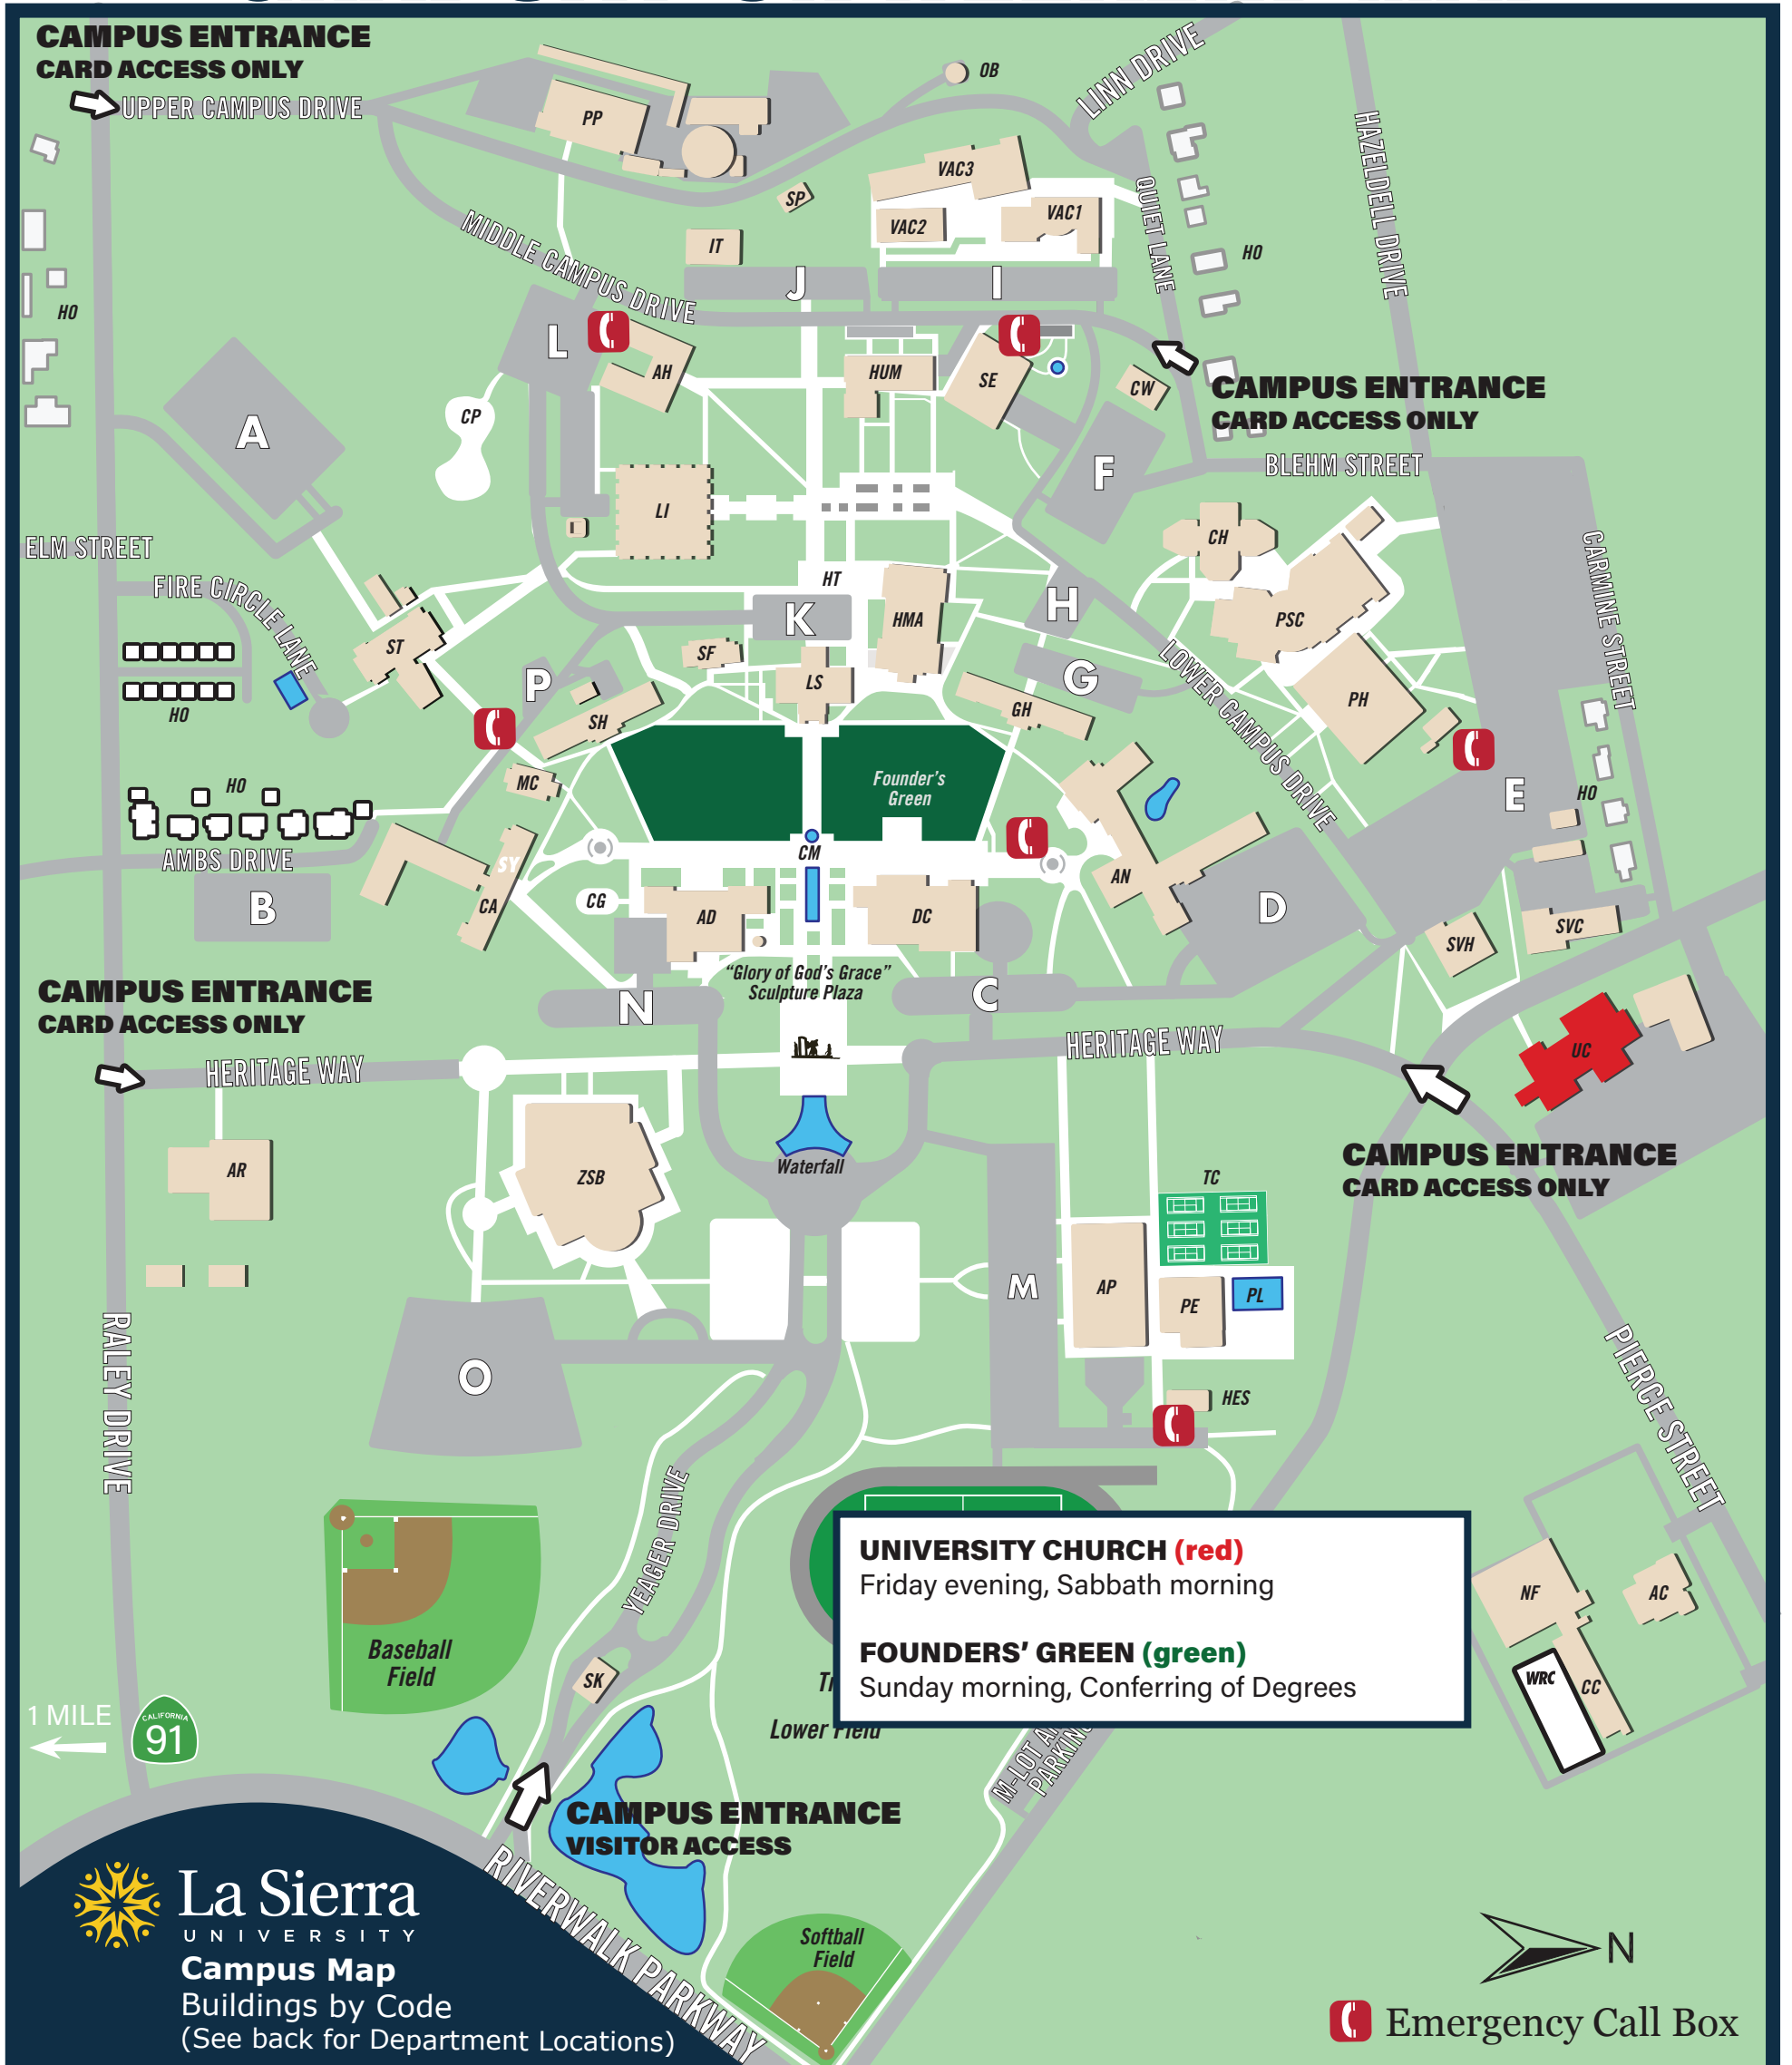 CAMPUS ENTRANCE
CARD ACCESS ONLY
UPPER CAMPUS DRIVE
PP
OB
LINN DRIVE
HAZELDELL DRIVE
VAC3
VAC2
VAC1
SP
IT
QUIET LANE
HO
HO
MIDDLE CAMPUS DRIVE
J
I
L
AH
HUM
SE
CW
CAMPUS ENTRANCE
CARD ACCESS ONLY
CP
A
F
BLEHM STREET
LI
CH
ELM STREET
CARMINE STREET
FIRE CIRCLE LANE
HT
K
HMA
H
PSC
ST
SF
LS
G
LOWER CAMPUS DRIVE
P
SH
GH
PH
HO
MC
Founder's
Green
E
HO
HO
AMBS DRIVE
SY
CM
B
CA
CG
AD
DC
AN
D
SVH
SVC
"Glory of God's Grace"
Sculpture Plaza
CAMPUS ENTRANCE
CARD ACCESS ONLY
N
C
HERITAGE WAY
HERITAGE WAY
UC
AR
ZSB
Waterfall
CAMPUS ENTRANCE
CARD ACCESS ONLY
TC
M
AP
PE
PL
RALEY DRIVE
O
HES
PIERCE STREET
YEAGER DRIVE
UNIVERSITY CHURCH (red)
Friday evening, Sabbath morning
FOUNDERS' GREEN (green)
Sunday morning, Conferring of Degrees
NF
AC
WRC
CC
Baseball
Field
SK
Lower Field
1 MILE
CALIFORNIA
91
M-LOT
PARKING
CAMPUS ENTRANCE
VISITOR ACCESS
RIVERWALK PARKWAY
La Sierra
UNIVERSITY
Campus Map
Buildings by Code
(See back for Department Locations)
Softball
Field
N
Emergency Call Box